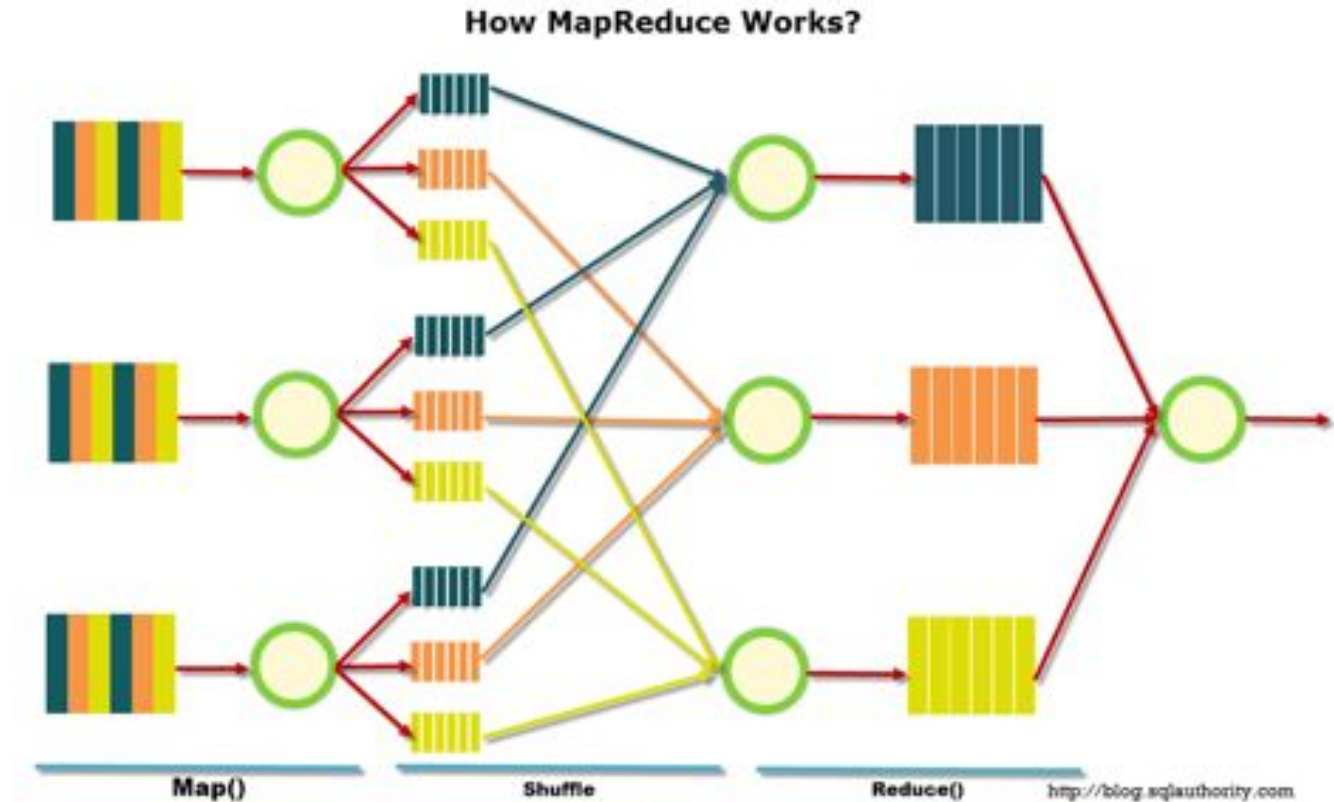 How MapReduce Works?
Map()
Shuffle
Reduce()
http://blog.sqlauthority.com